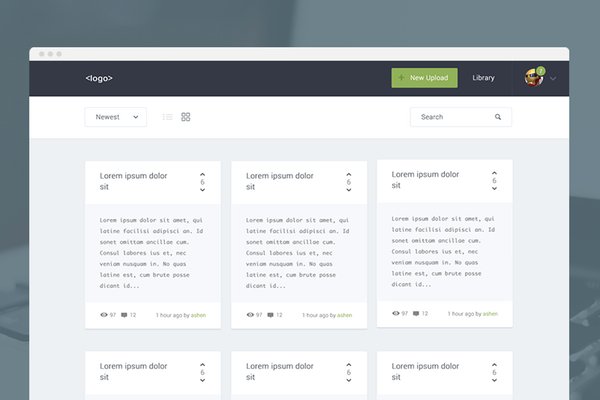 <logo>
+ New Upload
Library
7
Newest
Search
Lorem ipsum dolor
sit
6
Lorem ipsum dolor sit amet, qui
latine facilisi dolorsit an. Id
sonet omittam ancillae cum.
Consul labores ius et, nec
veniam nusquam in. No quas
latine est, cum brute posse
dicant id...
97
12
1 hour ago by ashen
Lorem ipsum dolor
sit
6
Lorem ipsum dolor sit amet, qui
latine facilisi dolorsit an. Id
sonet omittam ancillae cum.
Consul labores ius et, nec
veniam nusquam in. No quas
latine est, cum brute posse
dicant id...
97
12
1 hour ago by ashen
Lorem ipsum dolor
sit
6
Lorem ipsum dolor sit amet, qui
latine facilisi dolorsit an. Id
sonet omittam ancillae cum.
Consul labores ius et, nec
veniam nusquam in. No quas
latine est, cum brute posse
dicant id...
97
12
1 hour ago by ashen
Lorem ipsum dolor
sit
6
Lorem ipsum dolor
sit
6
Lorem ipsum dolor
sit
6